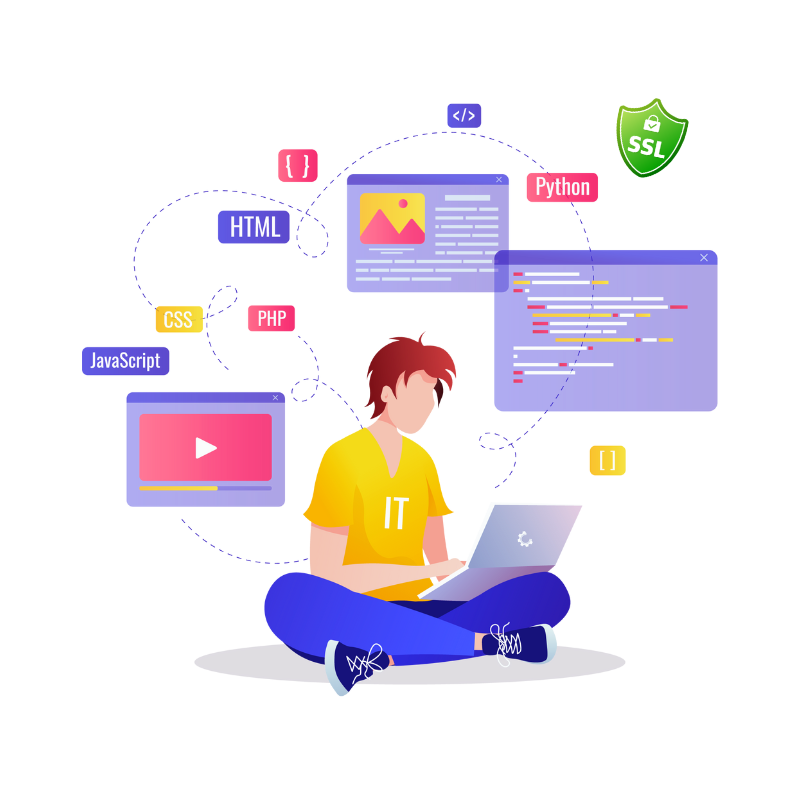 </>
SSL
{ }
Python
HTML
CSS
PHP
JavaScript
[ ]
IT